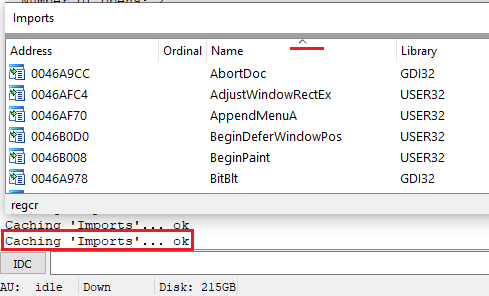 Imports
Address Ordinal Name Library
0046A9CC AbortDoc GDI32
0046AFC4 AdjustWindowRectEx USER32
0046AF70 AppendMenuA USER32
0046B0D0 BeginDeferWindowPos USER32
0046B008 BeginPaint USER32
0046A978 BitBlt GDI32
regcr
Caching 'Imports'... ok
Caching 'Imports'... ok
IDC
AU: idle Down Disk: 215GB